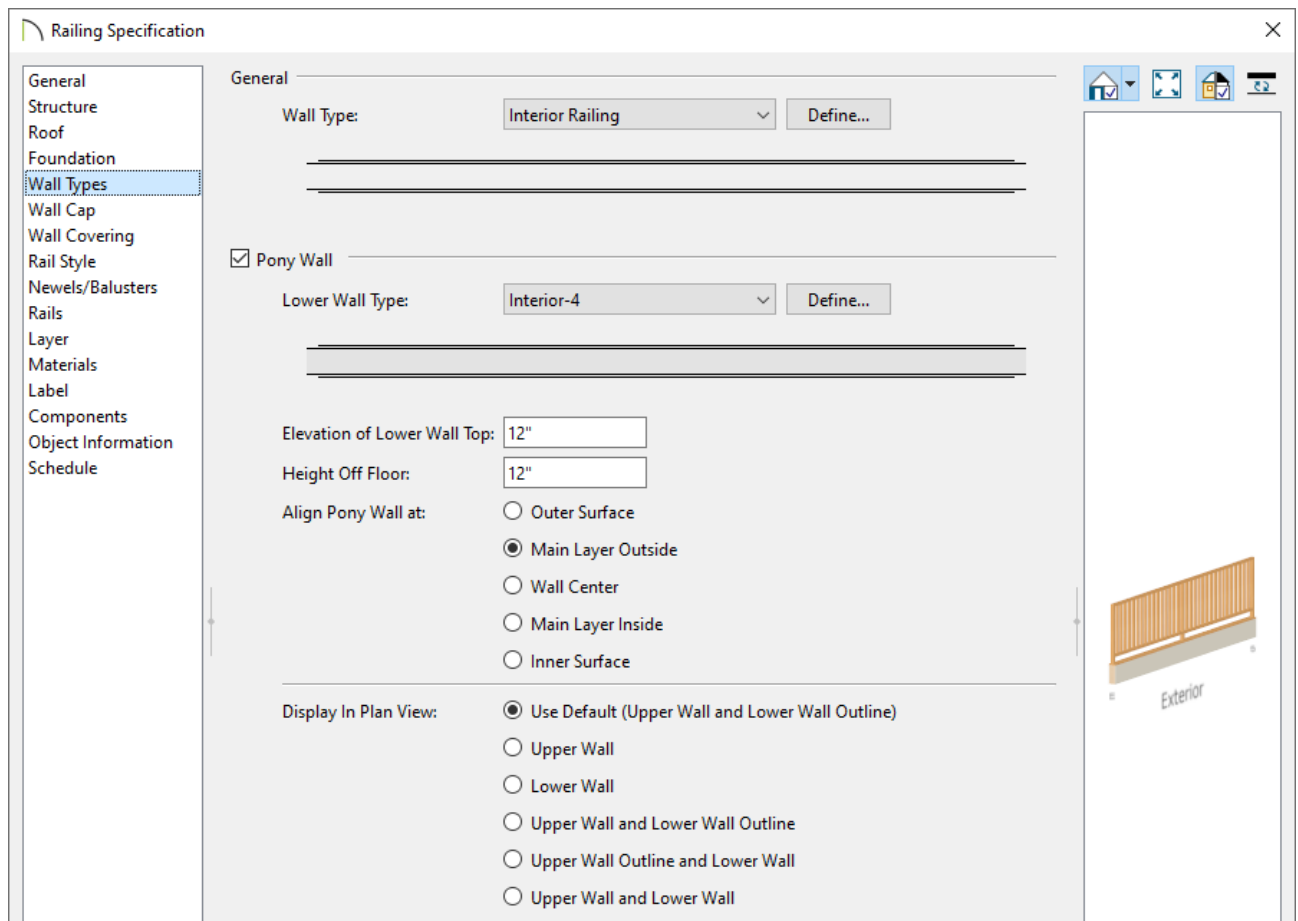 Railing Specification
General
Structure
Roof
Foundation
Wall Types
Wall Cap
Wall Covering
Rail Style
Newels/Balusters
Rails
Layer
Materials
Label
Components
Object Information
Schedule
General
Wall Type: Interior Railing Define...
Pony Wall
Lower Wall Type: Interior-4 Define...
Elevation of Lower Wall Top: 12"
Height Off Floor: 12"
Align Pony Wall at: Outer Surface
Main Layer Outside
Wall Center
Main Layer Inside
Inner Surface
Display In Plan View: Use Default (Upper Wall and Lower Wall Outline)
Upper Wall
Lower Wall
Upper Wall and Lower Wall Outline
Upper Wall Outline and Lower Wall
Upper Wall and Lower Wall
Exterior